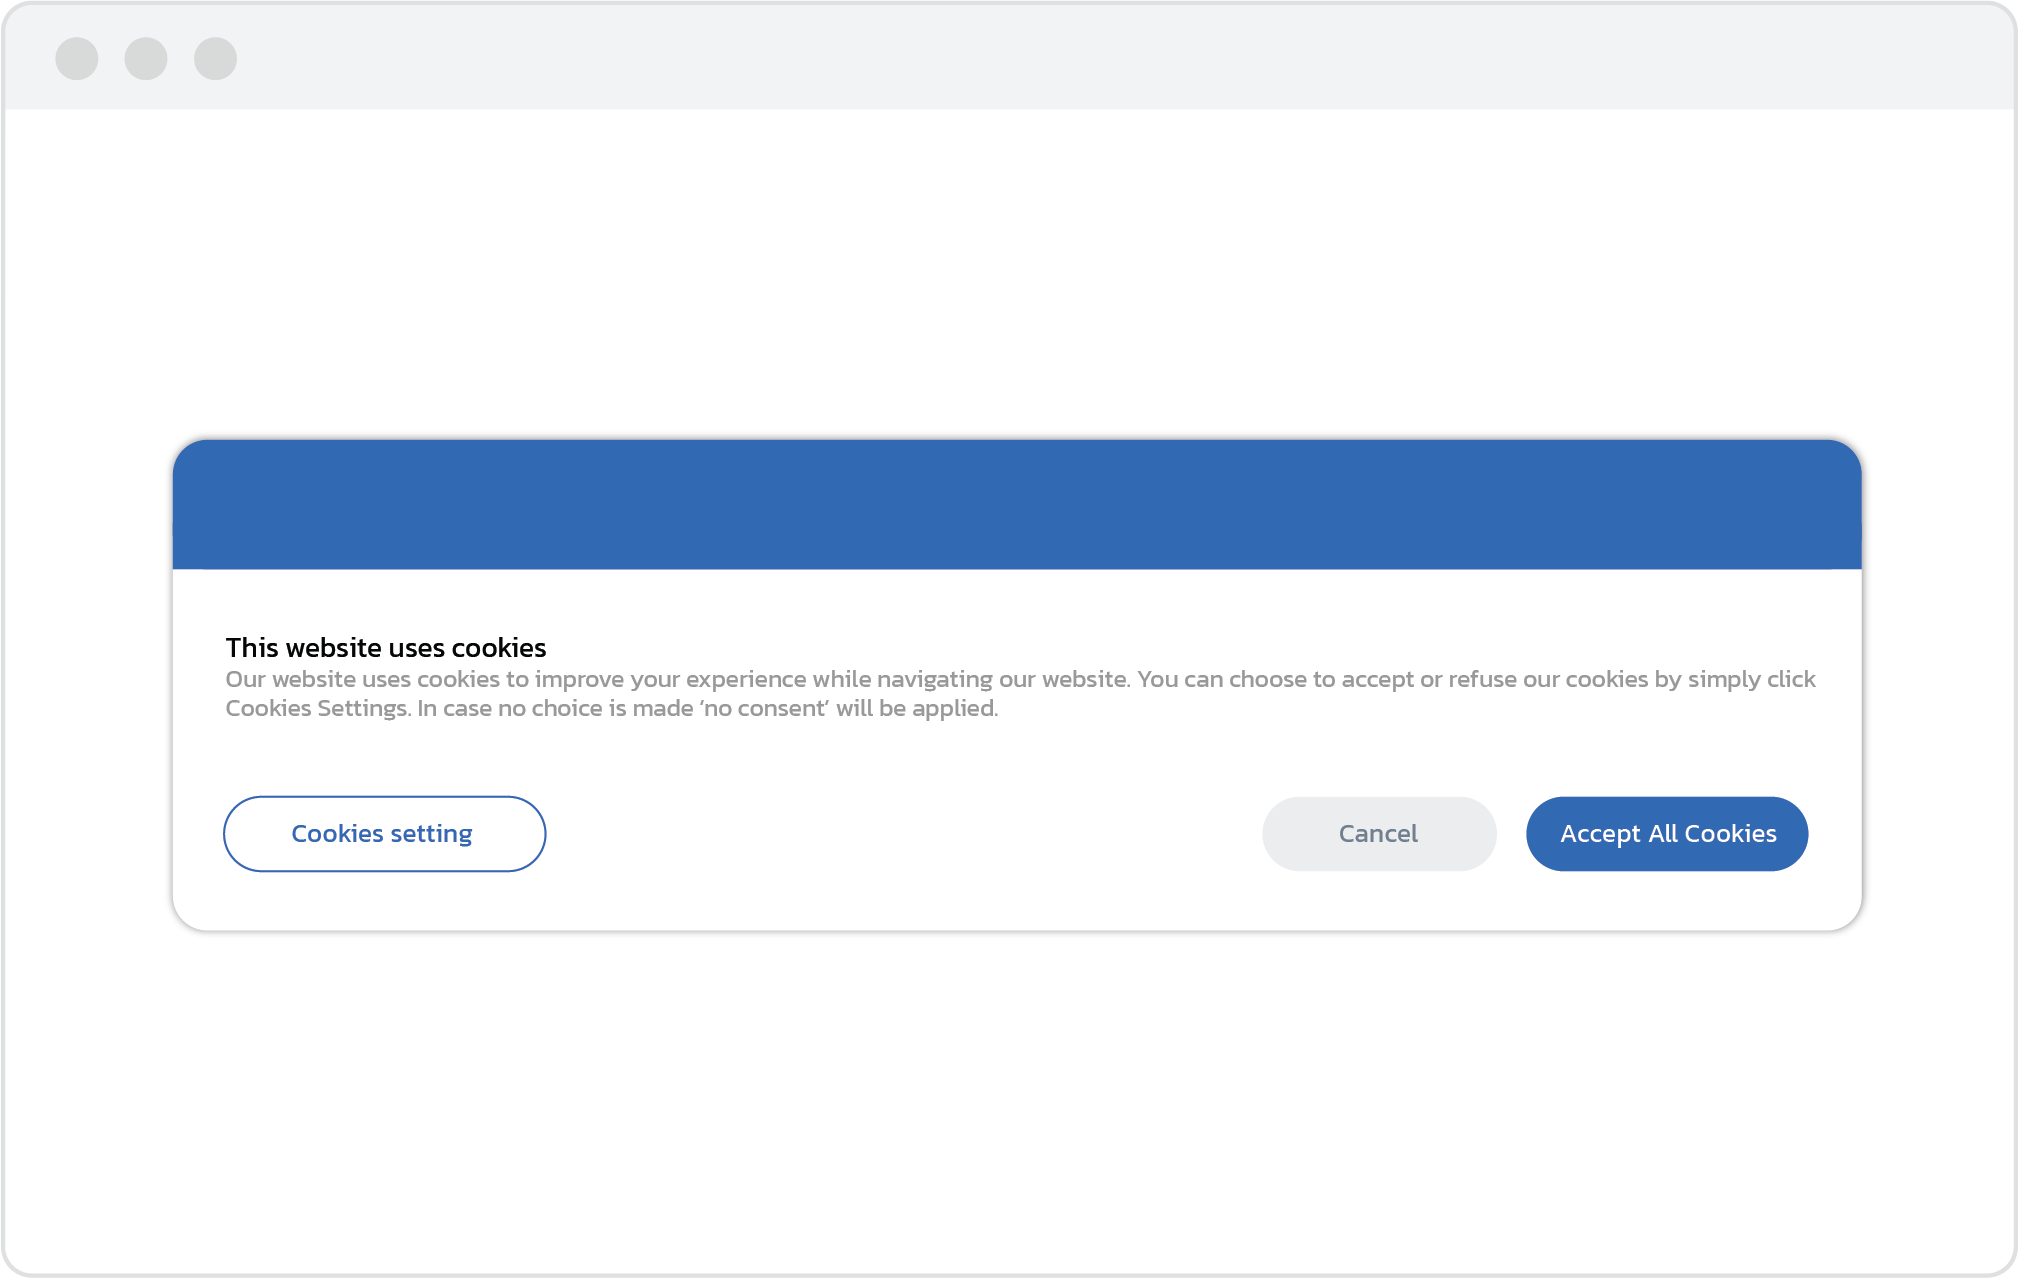 This website uses cookies
Our website uses cookies to improve your experience while navigating our website. You can choose to accept or refuse our cookies by simply click
Cookies Settings. In case no choice is made ‘no consent’ will be applied.
Cookies setting
Cancel
Accept All Cookies